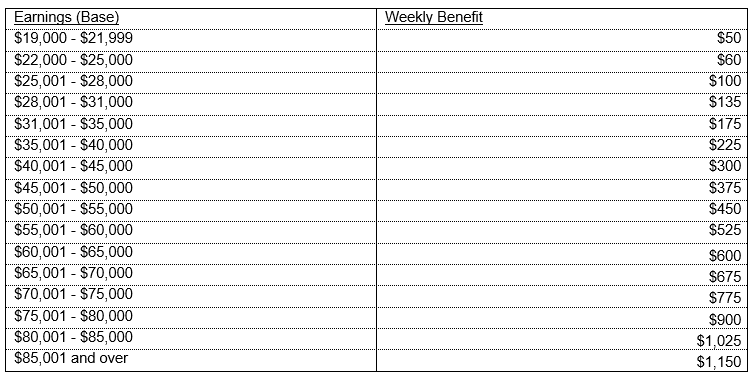 Earnings (Base) Weekly Benefit
$19,000 - $21,999 $50
$22,000 - $25,000 $60
$25,001 - $28,000 $100
$28,001 - $31,000 $135
$31,001 - $35,000 $175
$35,001 - $40,000 $225
$40,001 - $45,000 $300
$45,001 - $50,000 $375
$50,001 - $55,000 $450
$55,001 - $60,000 $525
$60,001 - $65,000 $600
$65,001 - $70,000 $675
$70,001 - $75,000 $775
$75,001 - $80,000 $900
$80,001 - $85,000 $1,025
$85,001 and over $1,150